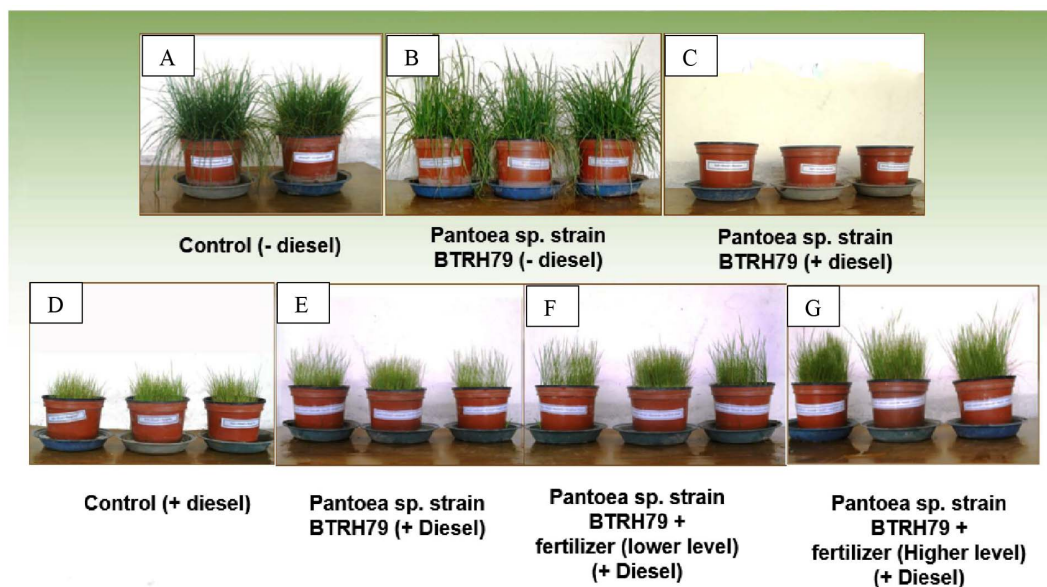 A
B
C
Control (- diesel)
Pantoea sp. strain
BTRH79 (- diesel)
Pantoea sp. strain
BTRH79 (+ diesel)
D
E
F
G
Control (+ diesel)
Pantoea sp. strain
BTRH79 (+ Diesel)
Pantoea sp. strain
BTRH79 +
fertilizer (lower level)
(+ Diesel)
Pantoea sp. strain
BTRH79 +
fertilizer (Higher level)
(+ Diesel)